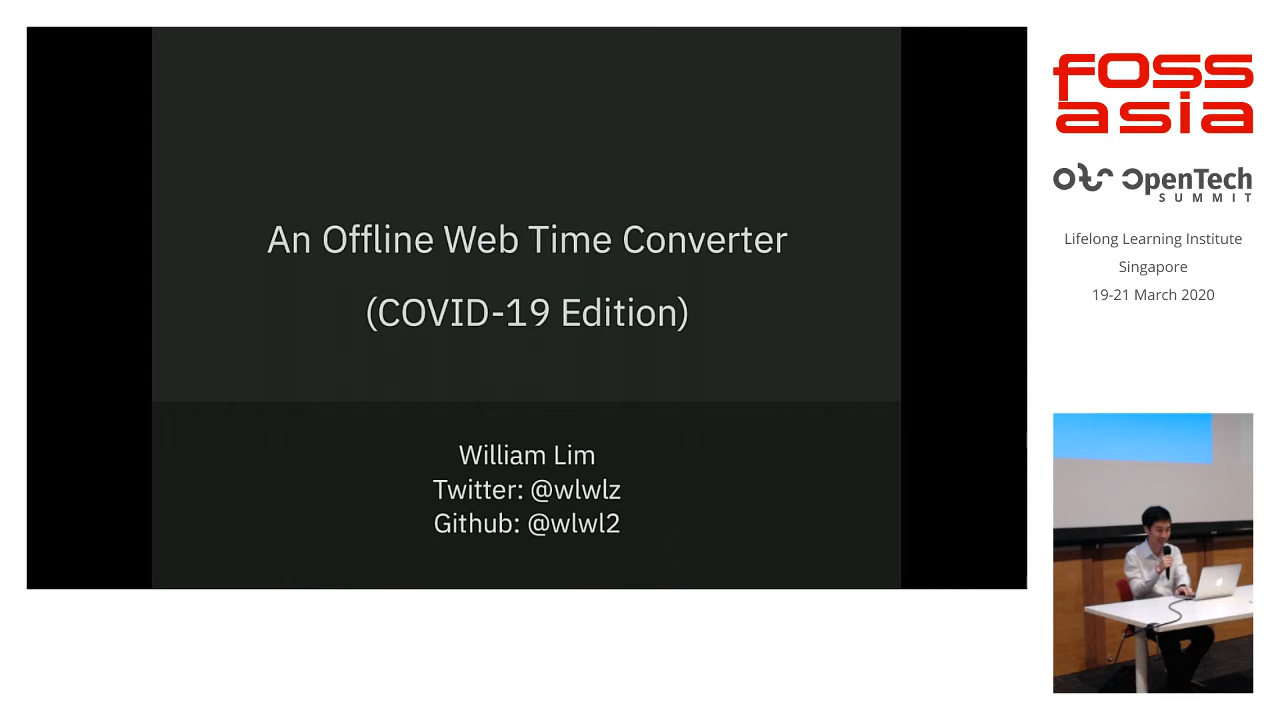 An Offline Web Time Converter
(COVID-19 Edition)
William Lim
Twitter: @wlwlz
Github: @wlwl2
foss
asia
OpenTech
SUMMIT
Lifelong Learning Institute
Singapore
19-21 March 2020